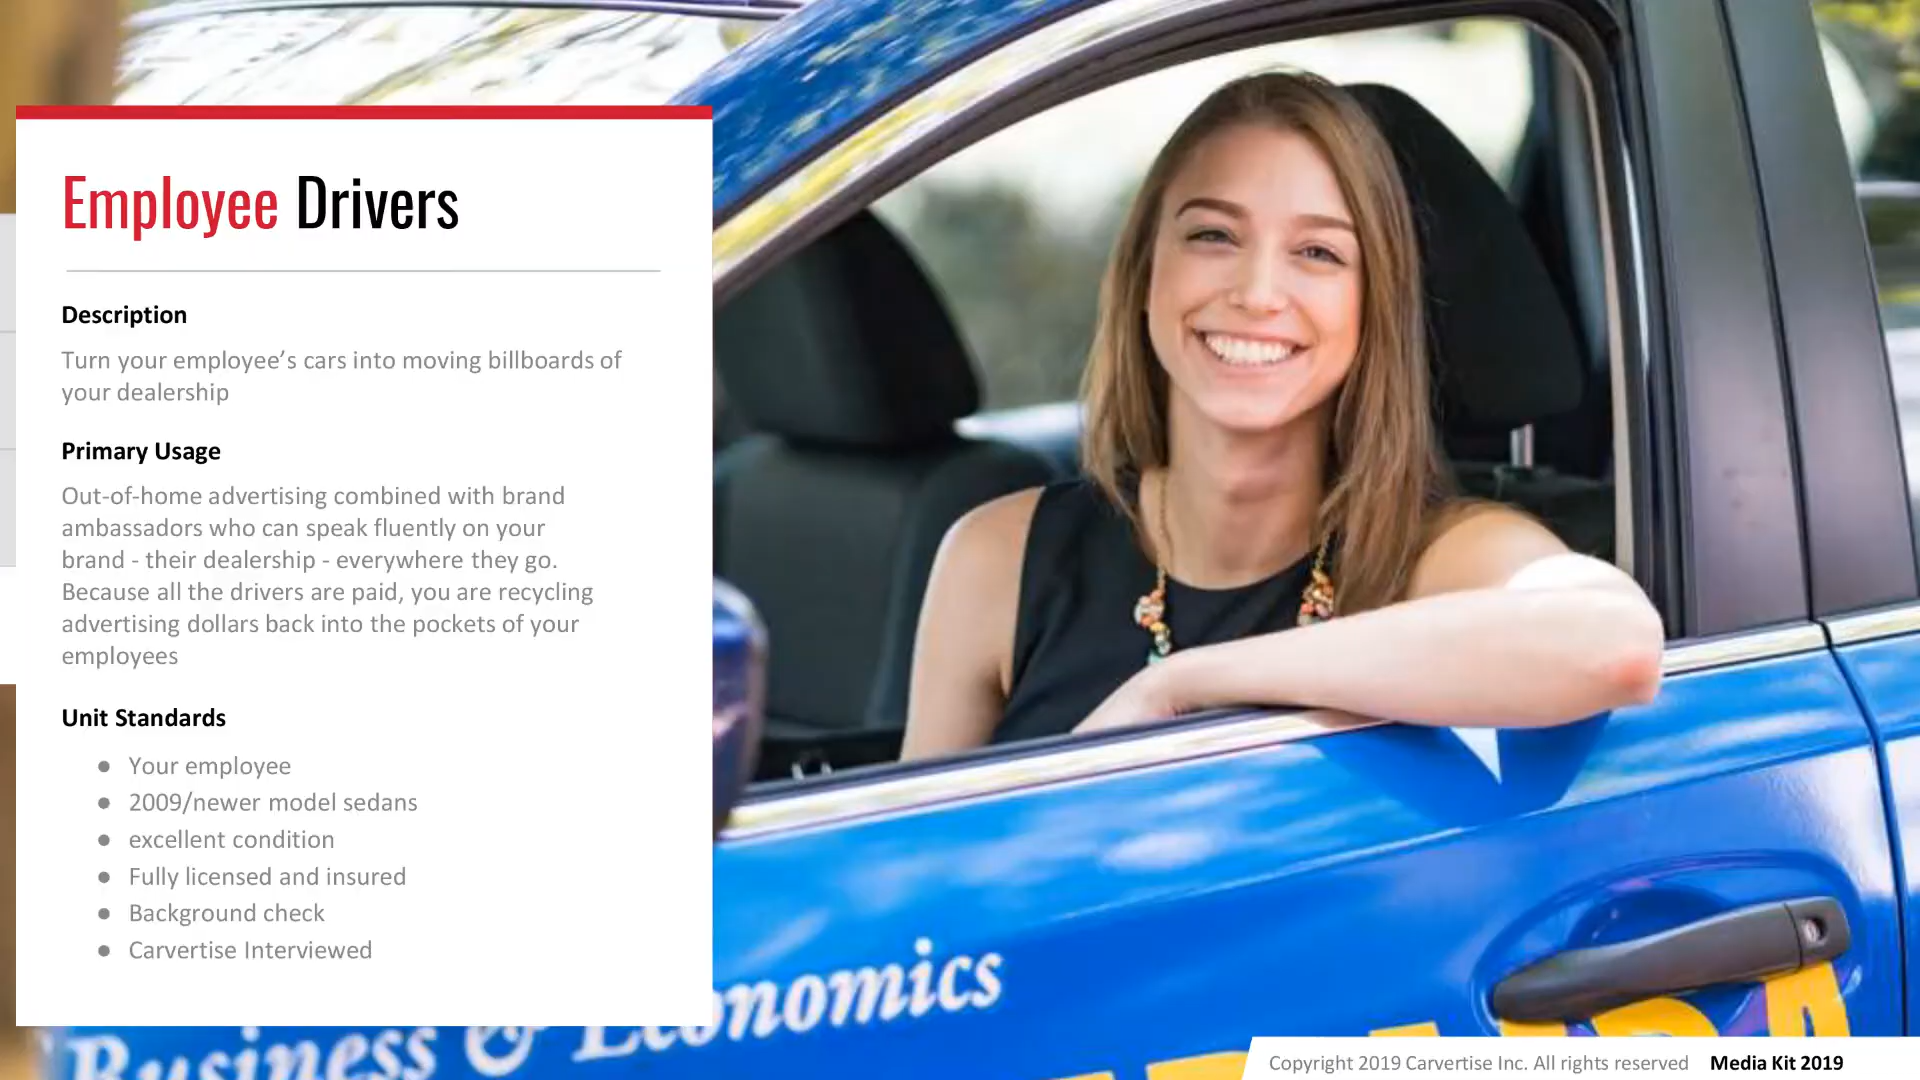 Employee Drivers
Description
Turn your employee’s cars into moving billboards of
your dealership
Primary Usage
Out-of-home advertising combined with brand
ambassadors who can speak fluently on your
brand - their dealership - everywhere they go.
Because all the drivers are paid, you are recycling
advertising dollars back into the pockets of your
employees
Unit Standards
● Your employee
● 2009/newer model sedans
● excellent condition
● Fully licensed and insured
● Background check
● Carvertise Interviewed
Business & Economics
Copyright 2019 Carvertise Inc. All rights reserved Media Kit 2019